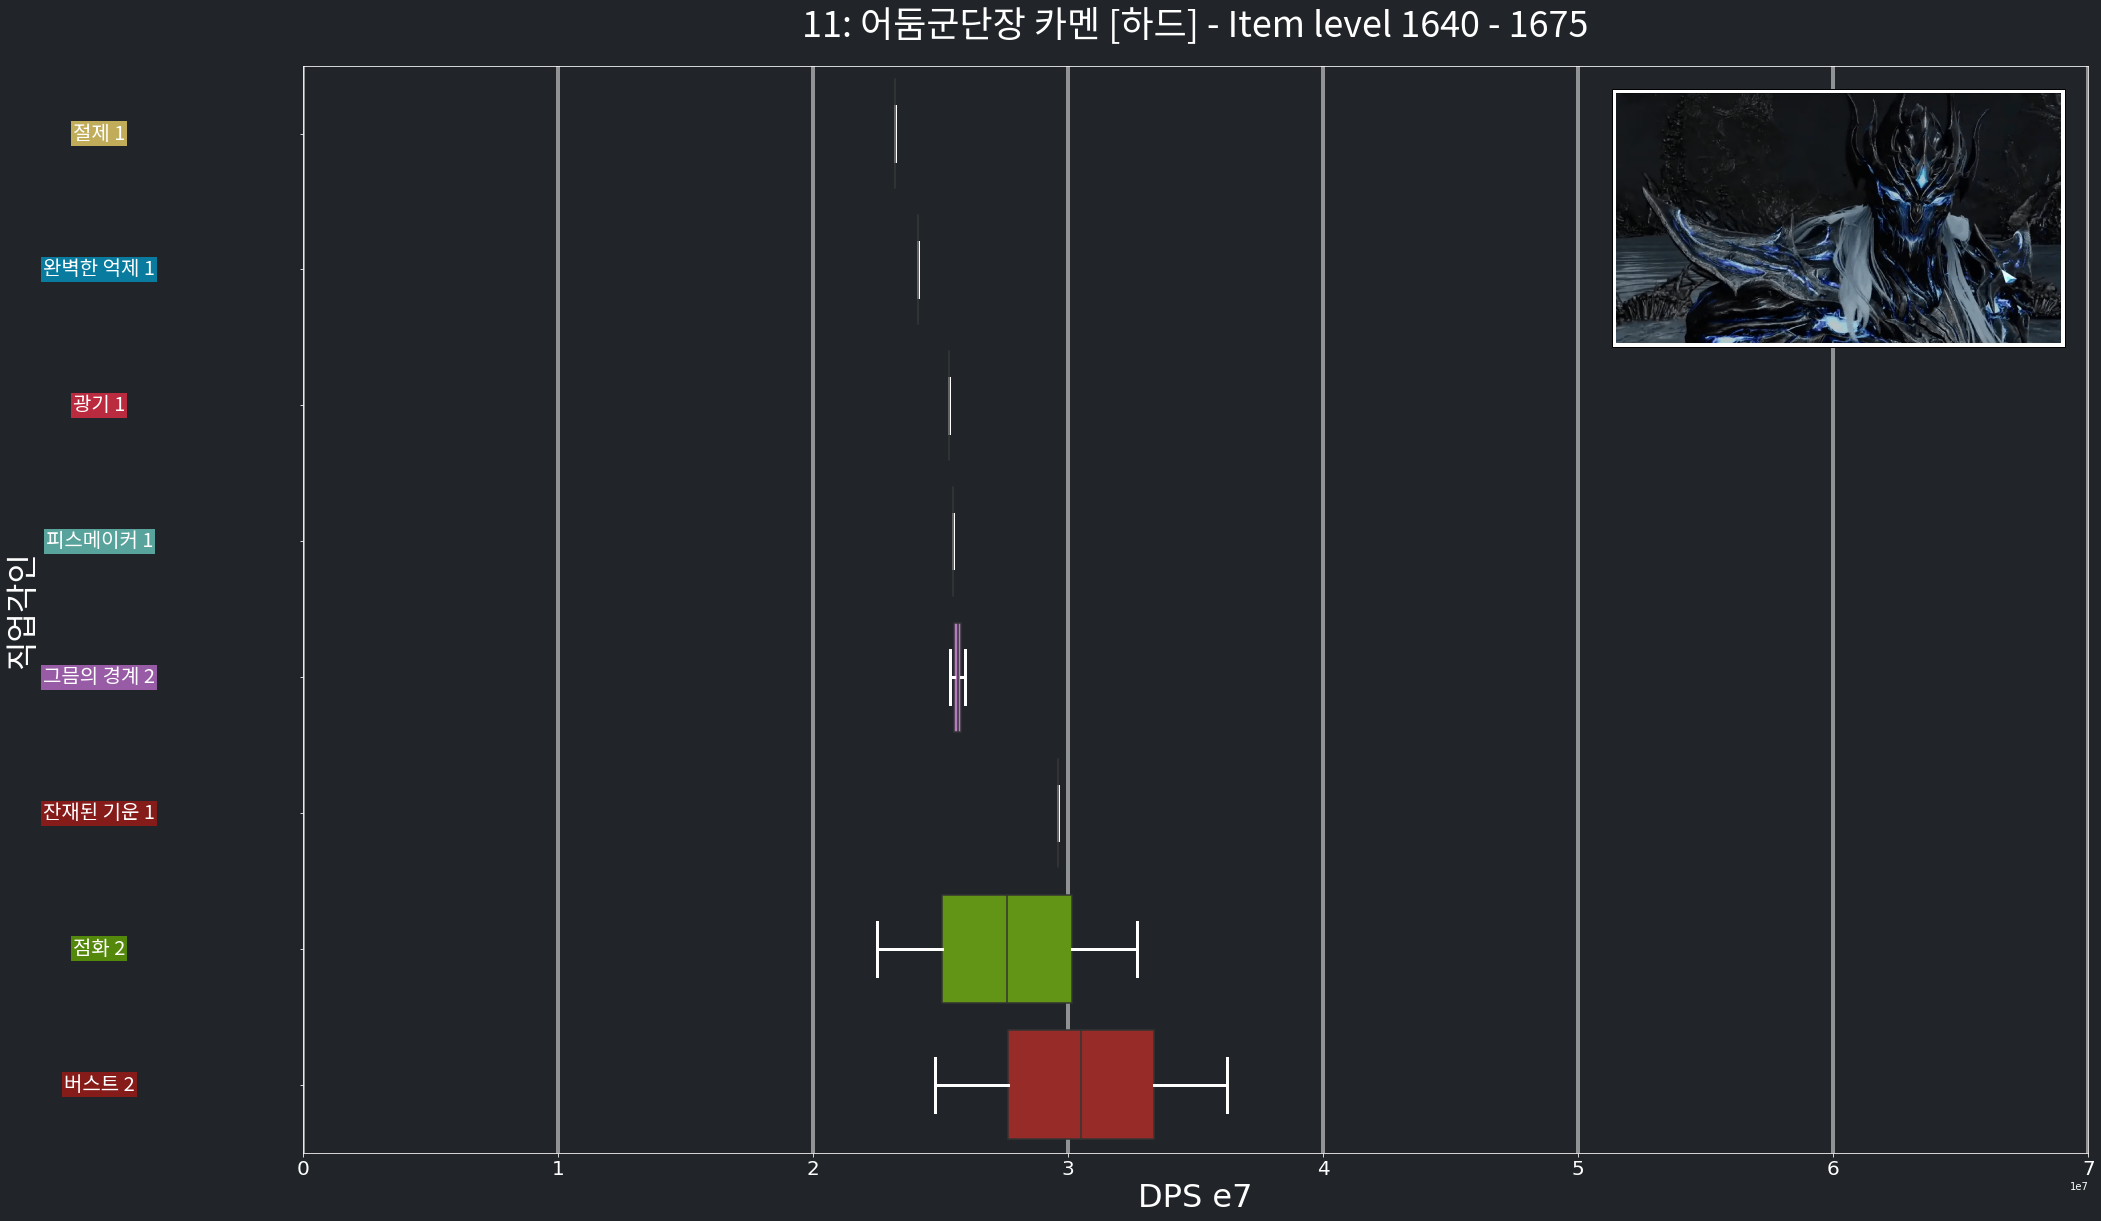 11: 어둠군단장 카멘 [하드] - Item level 1640 - 1675
직업각인
절제 1
완벽한 억제 1
광기 1
피스메이커 1
그믐의 경계 2
잔재된 기운 1
점화 2
버스트 2
0 1 2 3 4 5 6 7
1e7
DPS e7